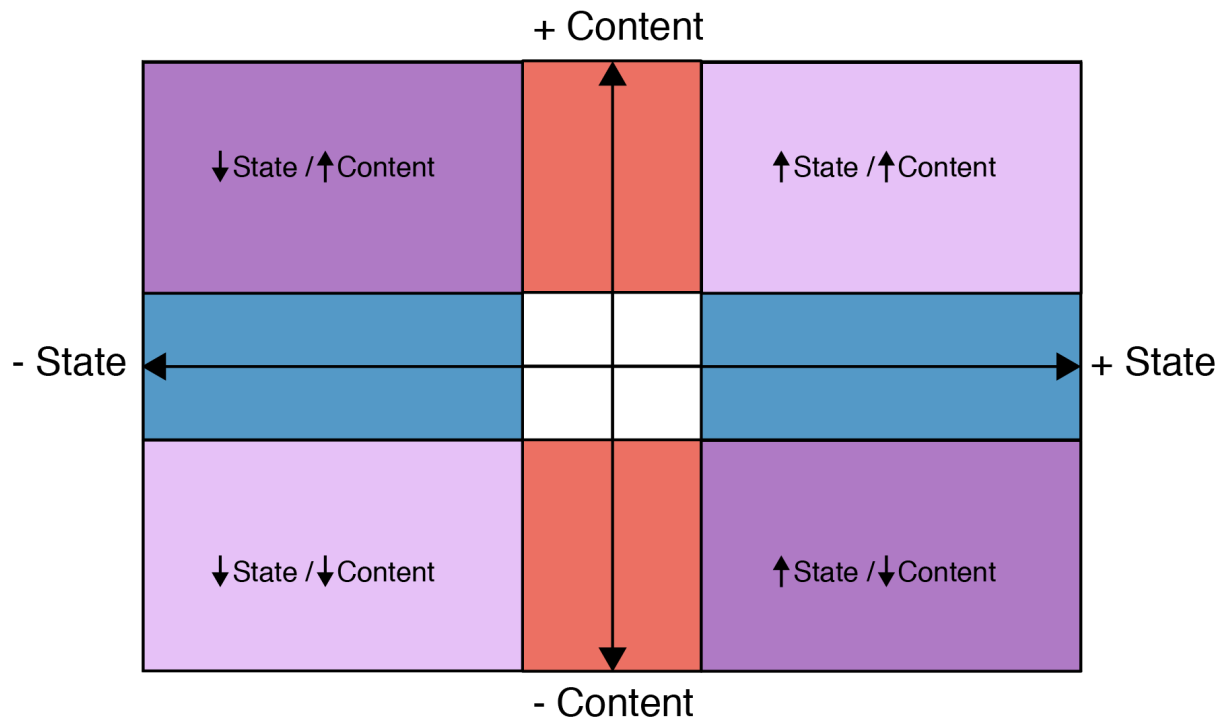 + Content
↓State /↑Content
↑State /↑Content
- State
+ State
↓State /↓Content
↑State /↓Content
- Content